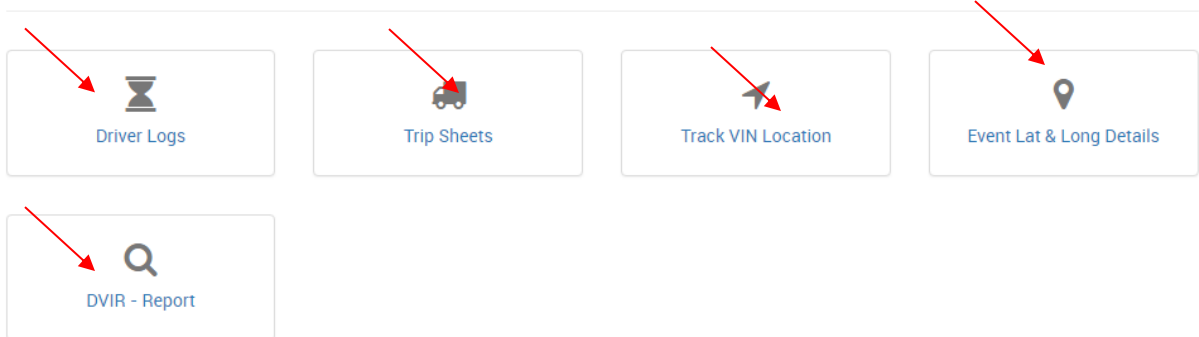 Driver Logs
Trip Sheets
Track VIN Location
Event Lat & Long Details
DVIR - Report